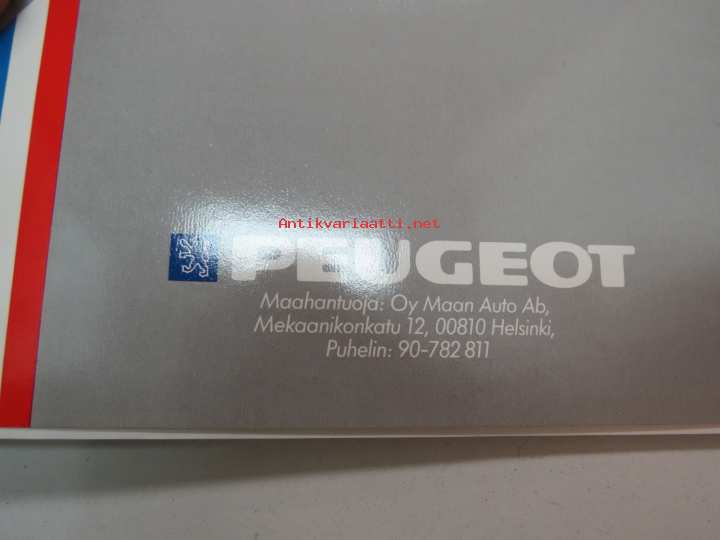 Antikvariaatti.net
PEUGEOT
Maahantuoja: Oy Maan Auto Ab,
Mekaanikonkatu 12, 00810 Helsinki,
Puhelin: 90-782 811